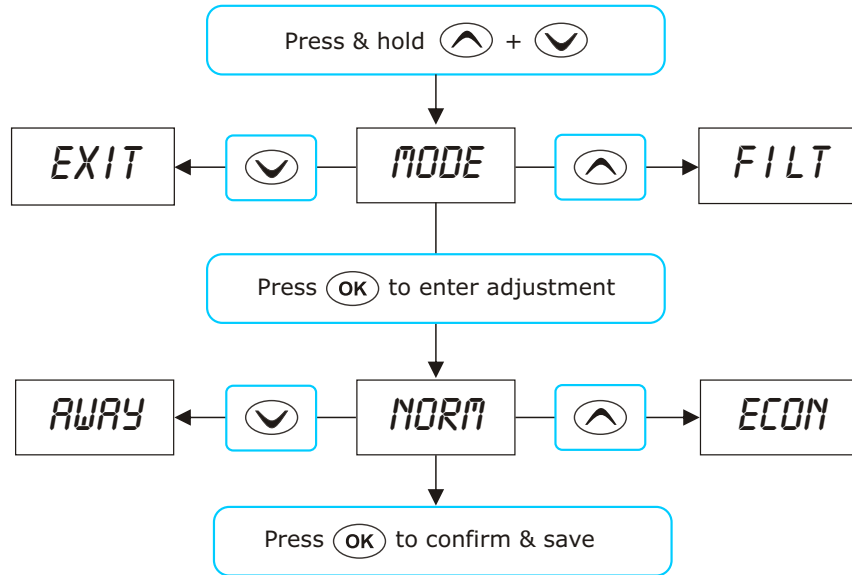 Press & hold +
EXIT MODE FILT
Press OK to enter adjustment
AWAY NORM ECON
Press OK to confirm & save